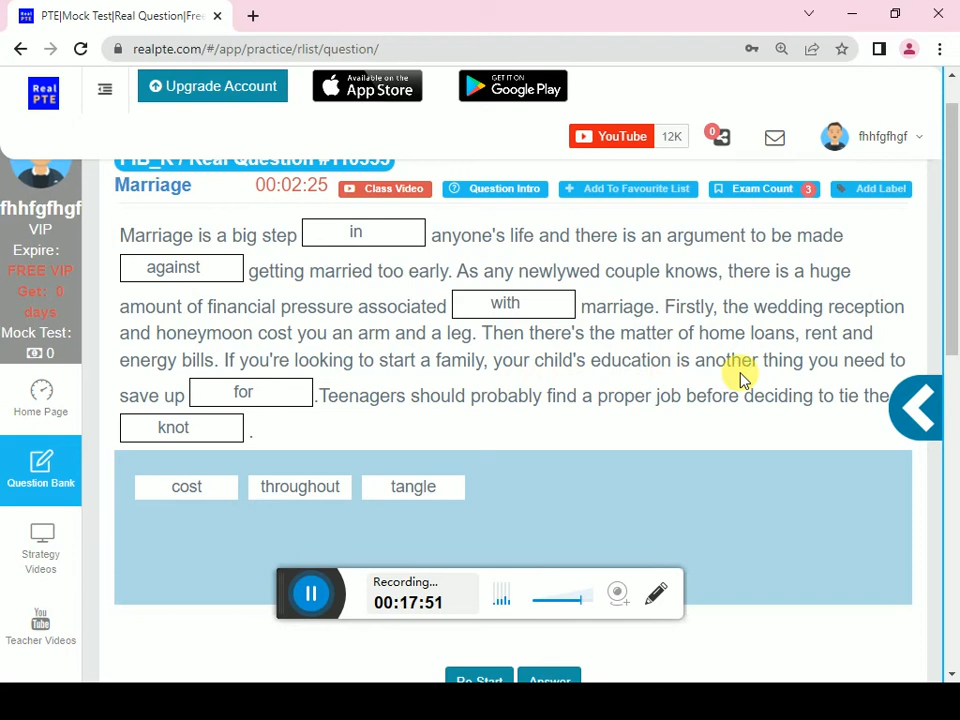 PTE|Mock Test|Real Question|Fre
realpte.com/#/app/practice/rlist/question/
Real PTE
Upgrade Account
Available on the App Store
GET IT ON Google Play
YouTube 12K
0
fhhfgfhgf
FIB_R / Real Question #110553
Marriage 00:02:25 Class Video Question Intro Add To Favourite List Exam Count 3 Add Label
fhhfgfhgf
VIP
Expire:
FREE VIP
Get: 0
days
Mock Test:
0
Home Page
Question Bank
Strategy
Videos
You
Tube
Teacher Videos
Marriage is a big step in anyone's life and there is an argument to be made
against getting married too early. As any newlywed couple knows, there is a huge
amount of financial pressure associated with marriage. Firstly, the wedding reception
and honeymoon cost you an arm and a leg. Then there's the matter of home loans, rent and
energy bills. If you're looking to start a family, your child's education is another thing you need to
save up for .Teenagers should probably find a proper job before deciding to tie the
knot .
cost throughout tangle
Recording...
00:17:51
Re Start Answer